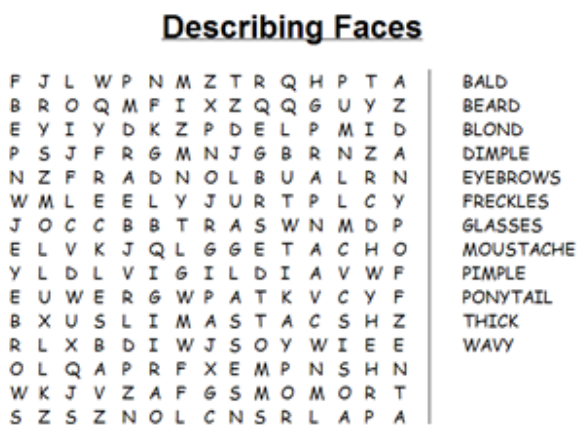 Describing Faces
F J L W P N M Z T R Q H P T A BALD
B R O Q M F I X Z Q Q G U Y Z BEARD
E Y I Y D K Z P D E L P M I D BLOND
P S J F R G M N J G B R N Z A DIMPLE
N Z F R A D N O L B U A L R N EYEBROWS
W M L E E L Y J U R T P L C Y FRECKLES
J O C C B B T R A S W N M D P GLASSES
E L V K J Q L G G E T A C H O MOUSTACHE
Y L D L V I G I L D I A V W F PIMPLE
E U W E R G W P A T K V C Y F PONYTAIL
B X U S L I M A S T A C S H Z THICK
R L X B D I W J S O Y W I E E WAVY
O L Q A P R F X E M P N S H N
W K J V Z A F G S M O M O R T
S Z S Z N O L C N S R L A P A